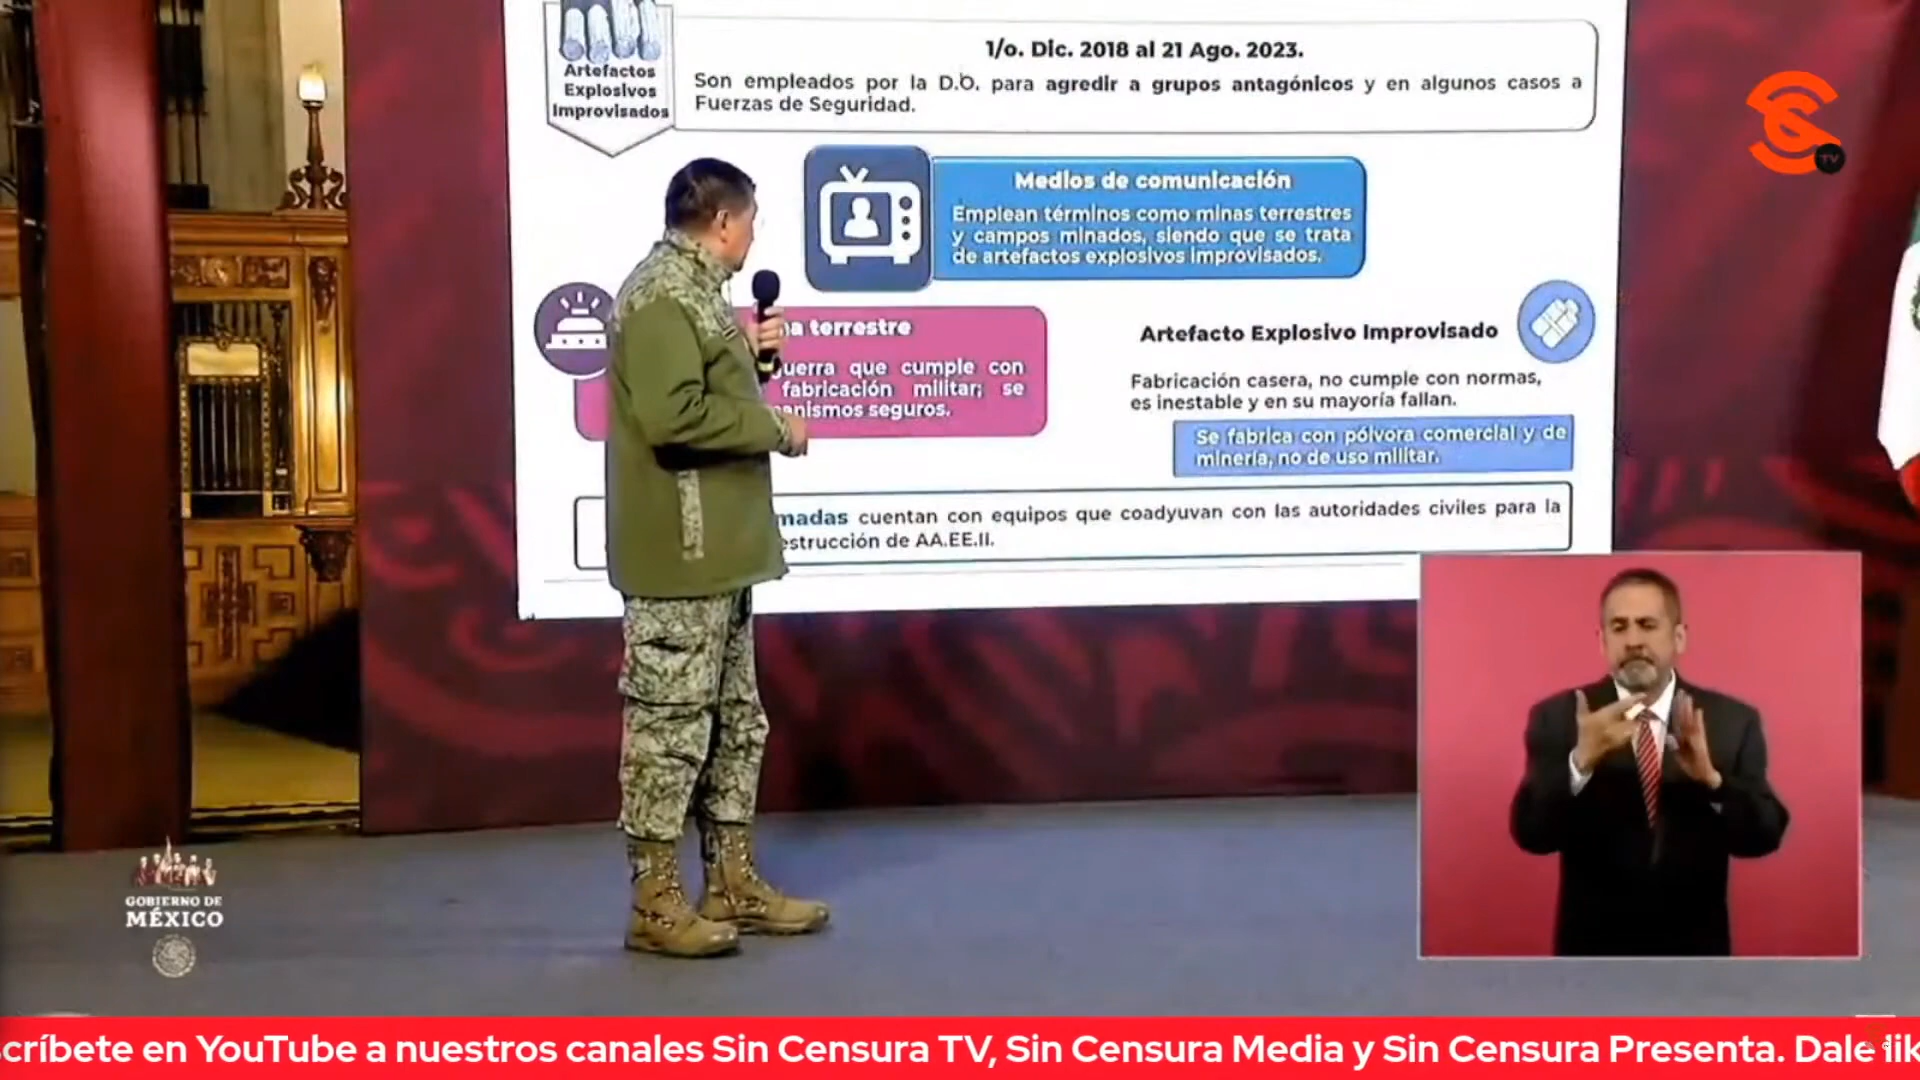 1/o. Dic. 2018 al 21 Ago. 2023.
Artefactos
Explosivos
Improvisados
Son empleados por la D.O. para agredir a grupos antagónicos y en algunos casos a
Fuerzas de Seguridad.
Medios de comunicación
Emplean términos como minas terrestres
y campos minados, siendo que se trata
de artefactos explosivos improvisados.
terrestre
que cumple con
fabricación militar; se
seguros.
Artefacto Explosivo Improvisado
Fabricación casera, no cumple con normas,
es inestable y en su mayoría fallan.
Se fabrica con pólvora comercial y de
minería, no de uso militar.
madas cuentan con equipos que coadyuvan con las autoridades civiles para la
estrucción de AA.EE.II.
TV
GOBIERNO DE
MÉXICO
críbete en YouTube a nuestros canales Sin Censura TV, Sin Censura Media y Sin Censura Presenta. Dale lik